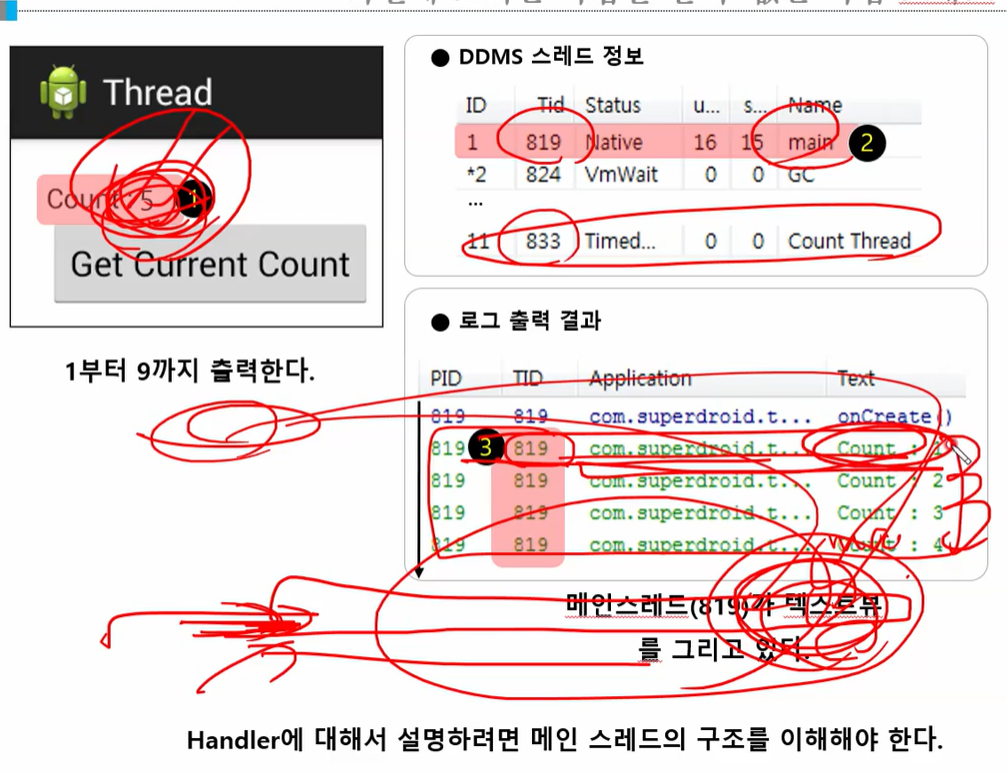 Thread
Count : 5
1
Get Current Count
1부터 9까지 출력한다.
● DDMS 스레드 정보
ID Tid Status u... s... Name
1 819 Native 16 15 main 2
*2 824 VmWait 0 0 GC
...
11 833 Timed... 0 0 Count Thread
● 로그 출력 결과
PID TID Application Text
819 819 com.superdroid.t... onCreate()
819 3 819 com.superdroid.t... Count : 1
819 819 com.superdroid.t... Count : 2
819 819 com.superdroid.t... Count : 3
819 819 com.superdroid.t... Count : 4
메인스레드(819)가 텍스트뷰
를 그리고 있다.
Handler에 대해서 설명하려면 메인 스레드의 구조를 이해해야 한다.